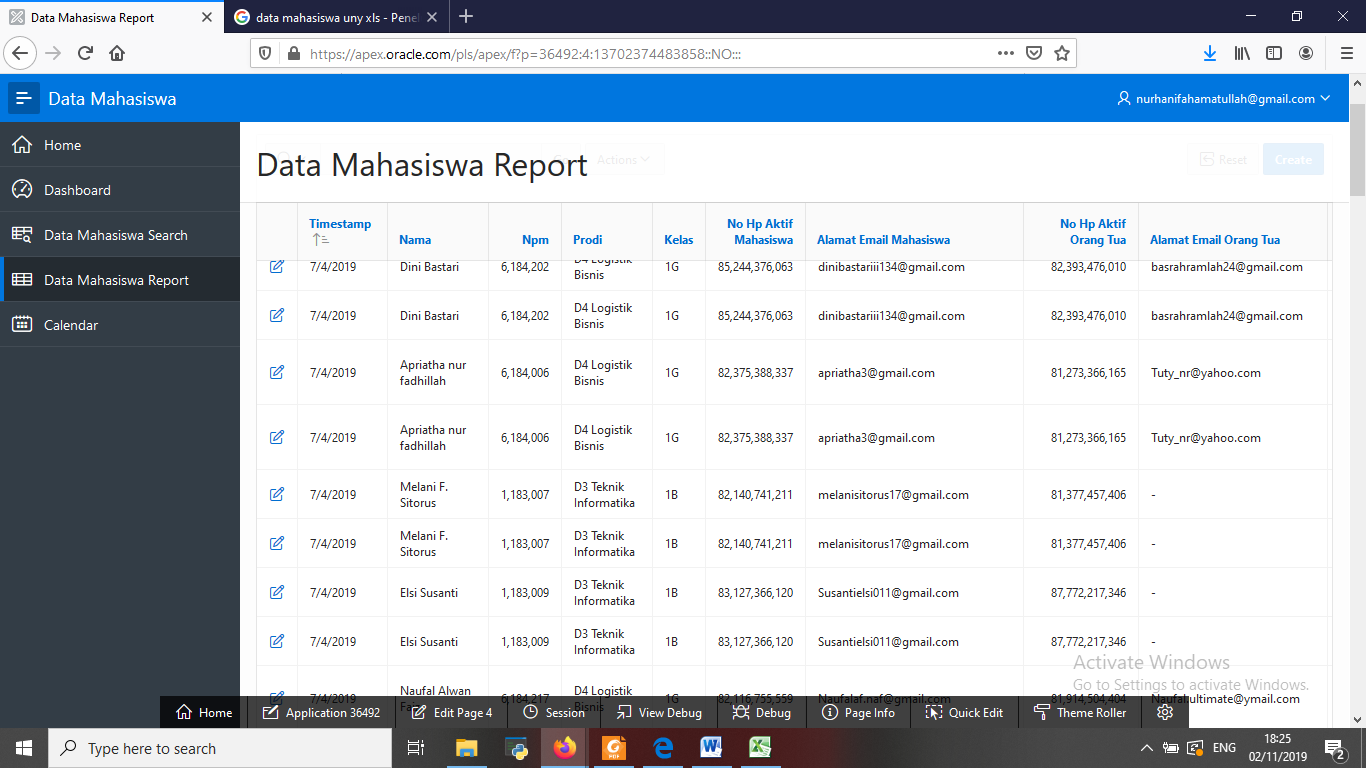 Data Mahasiswa Report
data mahasiswa uny xls - Penel
https://apex.oracle.com/pls/apex/f?p=36492:4:13702374483858::NO:::
Data Mahasiswa
nurhanifahamatullah@gmail.com
Home
Dashboard
Data Mahasiswa Search
Data Mahasiswa Report
Calendar
Data Mahasiswa Report
Actions
Reset
Create
Timestamp Nama Npm Prodi Kelas No Hp Aktif Mahasiswa Alamat Email Mahasiswa No Hp Aktif Orang Tua Alamat Email Orang Tua
7/4/2019 Dini Bastari 6,184,202 D4 Logistik Bisnis 1G 85,244,376,063 dinibastariii134@gmail.com 82,393,476,010 basrahramlah24@gmail.com
7/4/2019 Dini Bastari 6,184,202 D4 Logistik Bisnis 1G 85,244,376,063 dinibastariii134@gmail.com 82,393,476,010 basrahramlah24@gmail.com
7/4/2019 Apriatha nur fadhillah 6,184,006 D4 Logistik Bisnis 1G 82,375,388,337 apriatha3@gmail.com 81,273,366,165 Tuty_nr@yahoo.com
7/4/2019 Apriatha nur fadhillah 6,184,006 D4 Logistik Bisnis 1G 82,375,388,337 apriatha3@gmail.com 81,273,366,165 Tuty_nr@yahoo.com
7/4/2019 Melani F. Sitorus 1,183,007 D3 Teknik Informatika 1B 82,140,741,211 melanisitorus17@gmail.com 81,377,457,406 -
7/4/2019 Melani F. Sitorus 1,183,007 D3 Teknik Informatika 1B 82,140,741,211 melanisitorus17@gmail.com 81,377,457,406 -
7/4/2019 Elsi Susanti 1,183,009 D3 Teknik Informatika 1B 83,127,366,120 Susantielsi011@gmail.com 87,772,217,346 -
7/4/2019 Elsi Susanti 1,183,009 D3 Teknik Informatika 1B 83,127,366,120 Susantielsi011@gmail.com 87,772,217,346 -
7/4/2019 Naufal Alwan 6,184,217 D4 Logistik 1G 82,116,755,559 Naufalaf.naf@gmail.com 81,914,504,404 Naufal.ultimate@ymail.com
Activate Windows
Go to Settings to activate Windows.
Home Application 36492 Edit Page 4 Session View Debug Debug Page Info Quick Edit Theme Roller
Type here to search
ENG
18:25
02/11/2019
2